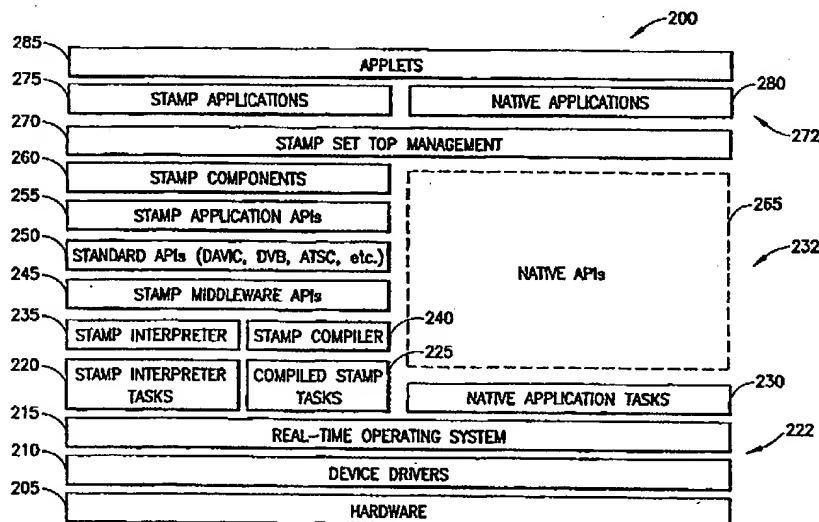 200
285 APPLETS
275 STAMP APPLICATIONS NATIVE APPLICATIONS 280
272
270 STAMP SET TOP MANAGEMENT
260 STAMP COMPONENTS
265
255 STAMP APPLICATION APIs
250 STANDARD APIs (DAVIC, DVB, ATSC, etc.) NATIVE APIs 232
245 STAMP MIDDLEWARE APIs
235 STAMP INTERPRETER STAMP COMPILER 240
220 STAMP INTERPRETER TASKS COMPILED STAMP TASKS 225
NATIVE APPLICATION TASKS 230
215 REAL-TIME OPERATING SYSTEM 222
210 DEVICE DRIVERS
205 HARDWARE